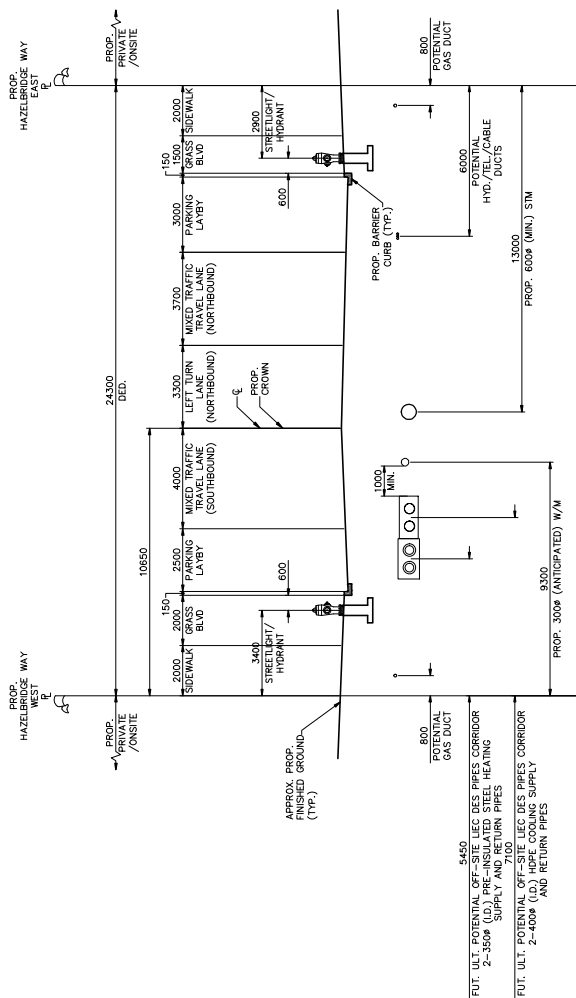 PROP.
HAZELBRIDGE WAY
WEST
PL
PROP.
HAZELBRIDGE WAY
EAST
PL
PROP.
PRIVATE
/ONSITE
24300
DED.
PROP.
PRIVATE
/ONSITE
10650
2000
SIDEWALK
2000
GRASS
BLVD
150
2500
PARKING
LAYBY
4000
MIXED TRAFFIC
TRAVEL LANE
(SOUTHBOUND)
3300
LEFT TURN
LANE
(NORTHBOUND)
3700
MIXED TRAFFIC
TRAVEL LANE
(NORTHBOUND)
3000
PARKING
LAYBY
150
1500
GRASS
BLVD
2000
SIDEWALK
℄
PROP.
CROWN
3400
STREETLIGHT/
HYDRANT
600
600
2900
STREETLIGHT/
HYDRANT
APPROX. PROP.
FINISHED GROUND
(TYP.)
PROP. BARRIER
CURB (TYP.)
800
POTENTIAL
GAS DUCT
1000
MIN.
800
POTENTIAL
GAS DUCT
6000
POTENTIAL
HYD./TEL./CABLE
DUCTS
13000
PROP. 600ø (MIN.) STM
9300
PROP. 300ø (ANTICIPATED) W/M
5450
FUT. ULT. POTENTIAL OFF-SITE LIEC DES PIPES CORRIDOR
2-350ø (I.D.) PRE-INSULATED STEEL HEATING
SUPPLY AND RETURN PIPES
7100
FUT. ULT. POTENTIAL OFF-SITE LIEC DES PIPES CORRIDOR
2-400ø (I.D.) HDPE COOLING SUPPLY
AND RETURN PIPES